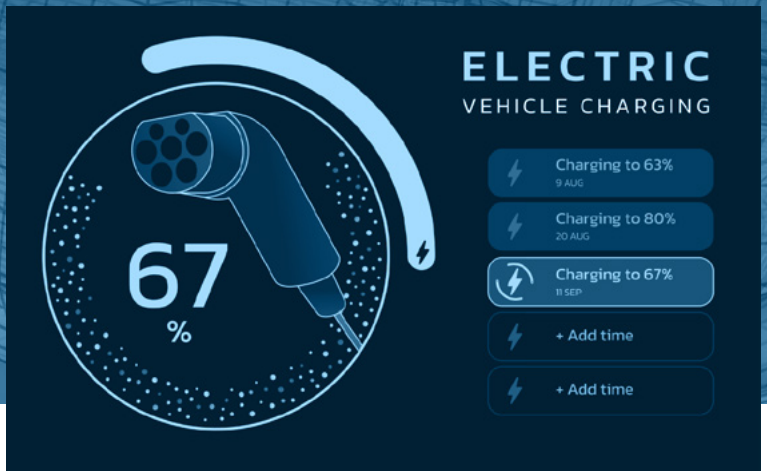 ELECTRIC
VEHICLE CHARGING
67
%
Charging to 63%
9 AUG
Charging to 80%
20 AUG
Charging to 67%
11 SEP
+ Add time
+ Add time